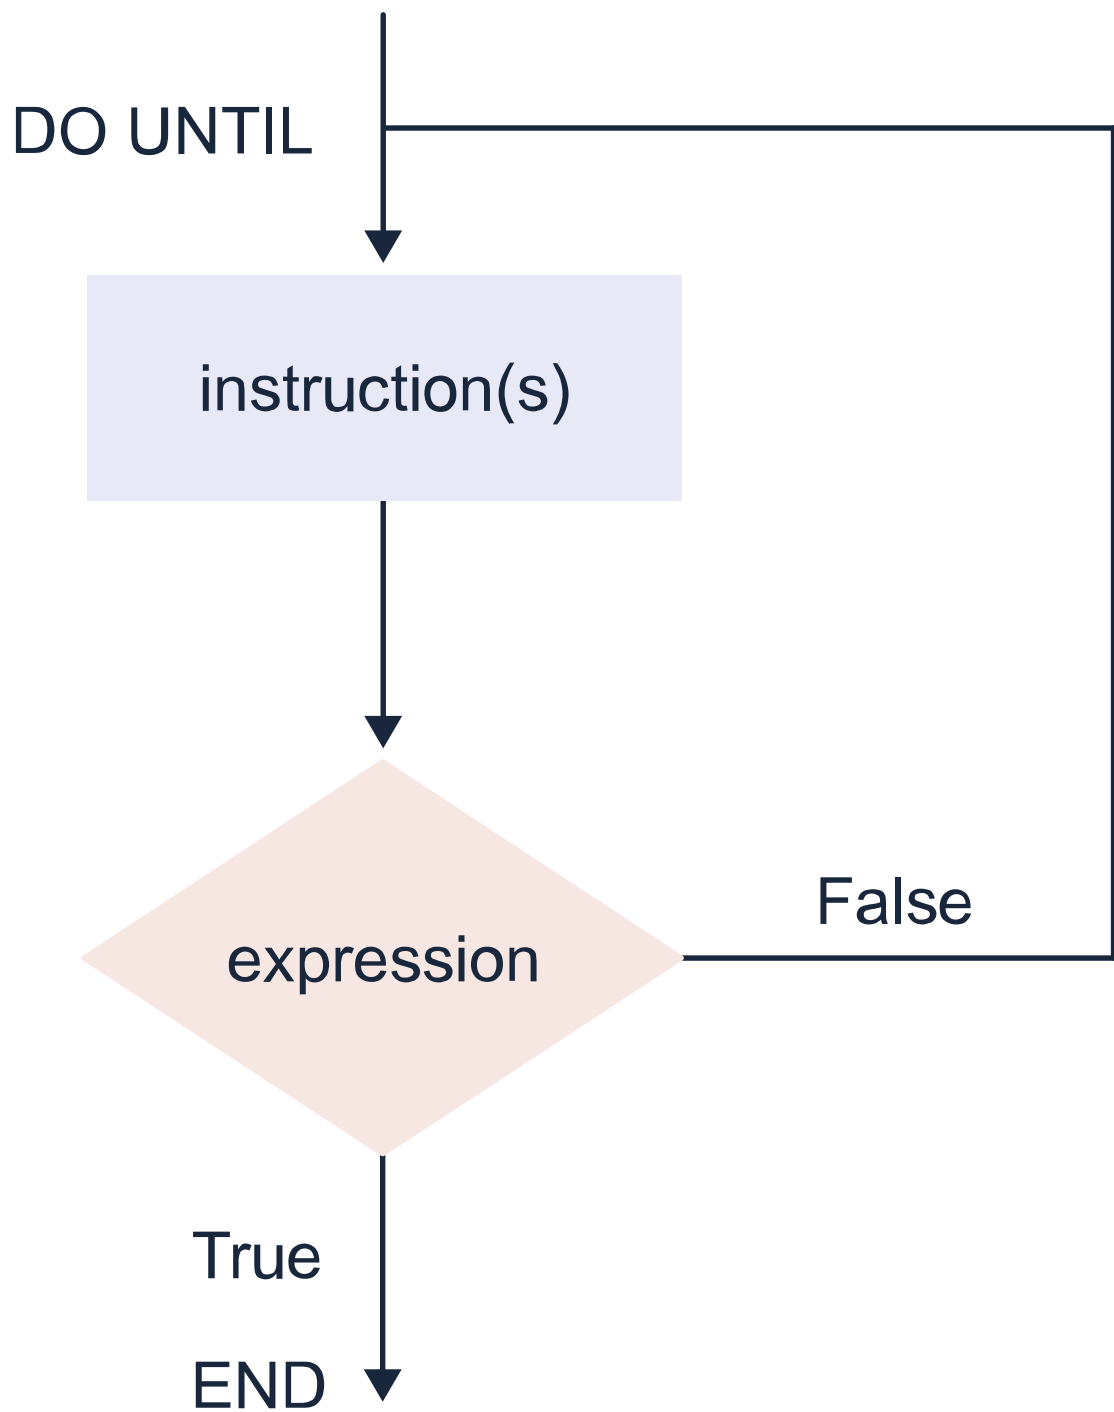 DO UNTIL
instruction(s)
expression
False
True
END